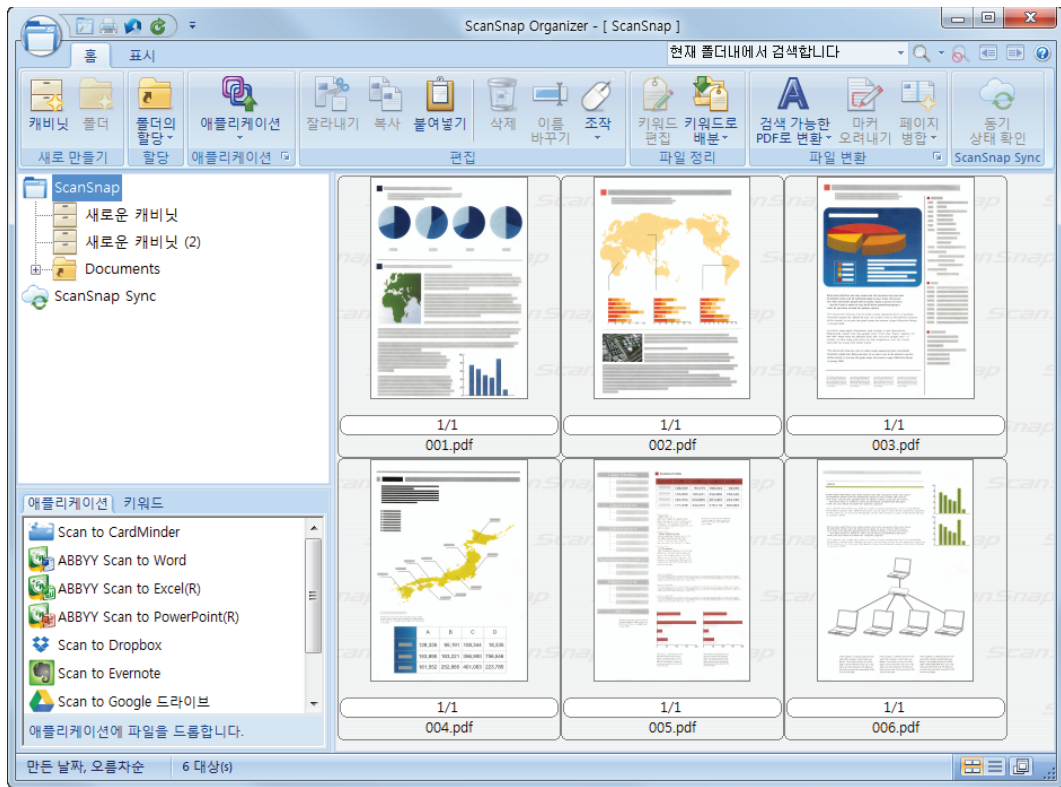 ScanSnap Organizer - [ ScanSnap ]
홈
표시
현재 폴더내에서 검색합니다
캐비닛
폴더
새로 만들기
폴더의
할당
할당
애플리케이션
애플리케이션
잘라내기
복사
붙여넣기
삭제
이름
바꾸기
조작
편집
키워드
편집
키워드로
배분
파일 정리
검색 가능한
PDF로 변환
마커
오려내기
페이지
병합
파일 변환
동기
상태 확인
ScanSnap Sync
ScanSnap
새로운 캐비닛
새로운 캐비닛 (2)
Documents
ScanSnap Sync
1/1
001.pdf
1/1
002.pdf
1/1
003.pdf
1/1
004.pdf
1/1
005.pdf
1/1
006.pdf
애플리케이션
키워드
Scan to CardMinder
ABBYY Scan to Word
ABBYY Scan to Excel(R)
ABBYY Scan to PowerPoint(R)
Scan to Dropbox
Scan to Evernote
Scan to Google 드라이브
애플리케이션에 파일을 드롭합니다.
만든 날짜, 오름차순
6 대상(s)